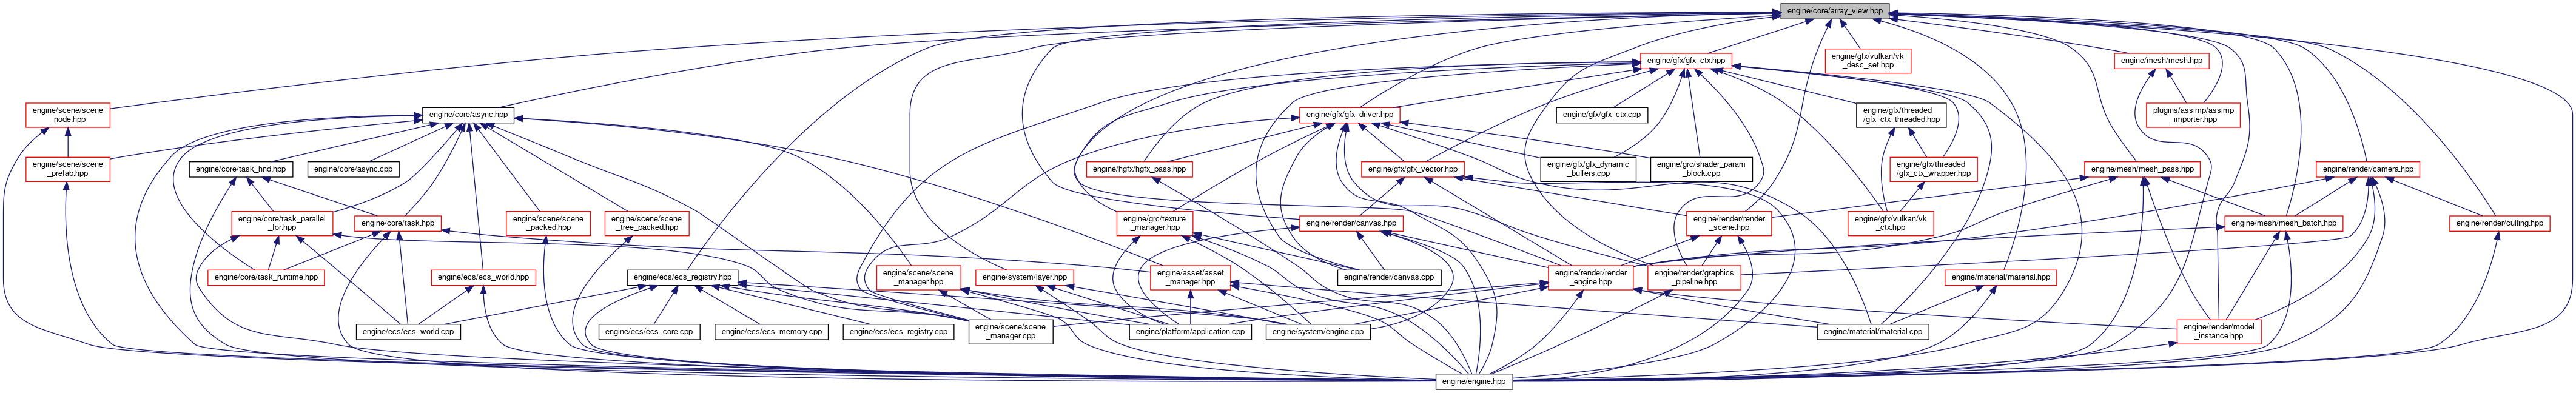 engine/core/array_view.hpp
engine/gfx/gfx_ctx.hpp
engine/gfx/vulkan/vk
_desc_set.hpp
engine/mesh/mesh.hpp
engine/scene/scene
_node.hpp
engine/core/async.hpp
engine/gfx/gfx_driver.hpp
engine/gfx/gfx_ctx.cpp
engine/gfx/threaded
/gfx_ctx_threaded.hpp
plugins/assimp/assimp
_importer.hpp
engine/scene/scene
_prefab.hpp
engine/core/task_hnd.hpp
engine/core/async.cpp
engine/hgfx/hgfx_pass.hpp
engine/gfx/gfx_vector.hpp
engine/gfx/gfx_dynamic
_buffers.cpp
engine/grc/shader_param
_block.cpp
engine/gfx/threaded
/gfx_ctx_wrapper.hpp
engine/mesh/mesh_pass.hpp
engine/render/camera.hpp
engine/core/task_parallel
_for.hpp
engine/core/task.hpp
engine/scene/scene
_packed.hpp
engine/scene/scene
_tree_packed.hpp
engine/grc/texture
_manager.hpp
engine/render/canvas.hpp
engine/render/render
_scene.hpp
engine/gfx/vulkan/vk
_ctx.hpp
engine/mesh/mesh_batch.hpp
engine/render/culling.hpp
engine/core/task_runtime.hpp
engine/ecs/ecs_world.hpp
engine/ecs/ecs_registry.hpp
engine/scene/scene
_manager.hpp
engine/system/layer.hpp
engine/asset/asset
_manager.hpp
engine/render/canvas.cpp
engine/render/render
_engine.hpp
engine/render/graphics
_pipeline.hpp
engine/material/material.hpp
engine/ecs/ecs_world.cpp
engine/ecs/ecs_core.cpp
engine/ecs/ecs_memory.cpp
engine/ecs/ecs_registry.cpp
engine/scene/scene
_manager.cpp
engine/platform/application.cpp
engine/system/engine.cpp
engine/material/material.cpp
engine/render/model
_instance.hpp
engine/engine.hpp